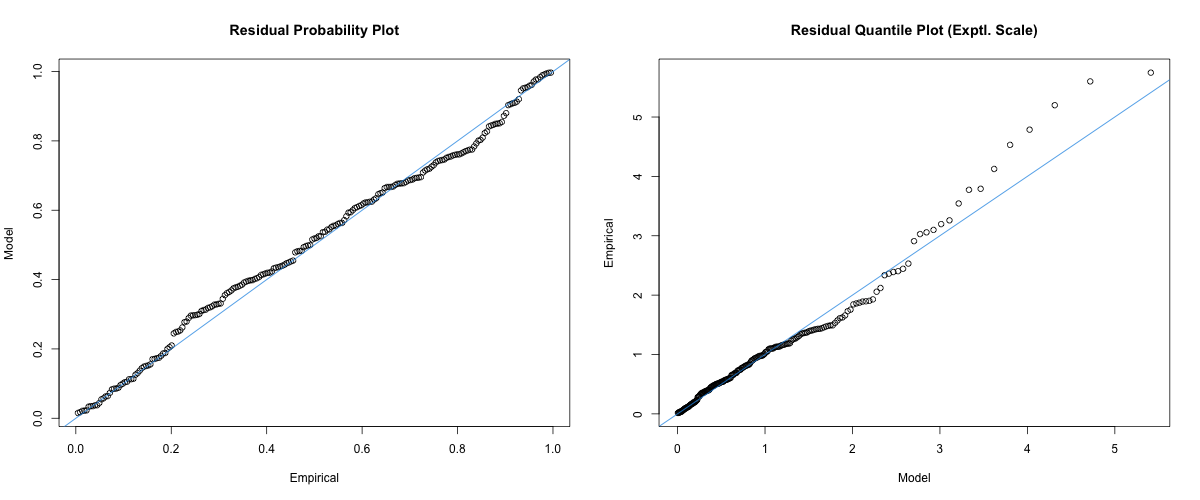 Residual Probability Plot
Model
1.0
0.8
0.6
0.4
0.2
0.0
0.0 0.2 0.4 0.6 0.8 1.0
Empirical
Residual Quantile Plot (Exptl. Scale)
Empirical
5
4
3
2
1
0
0 1 2 3 4 5
Model